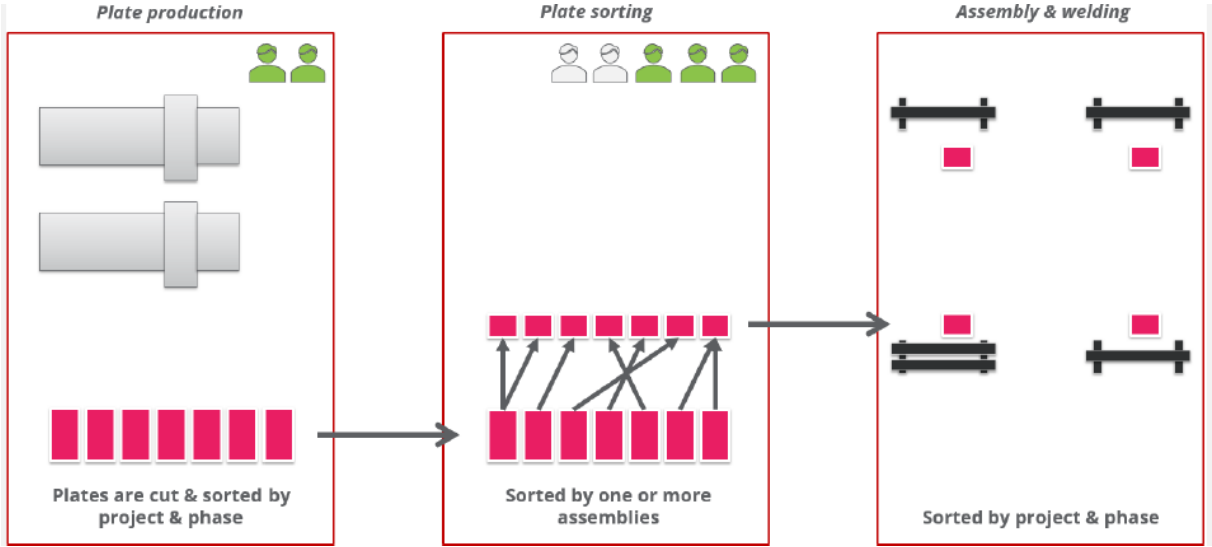 Plate production
Plate sorting
Assembly & welding
Plates are cut & sorted by
project & phase
Sorted by one or more
assemblies
Sorted by project & phase